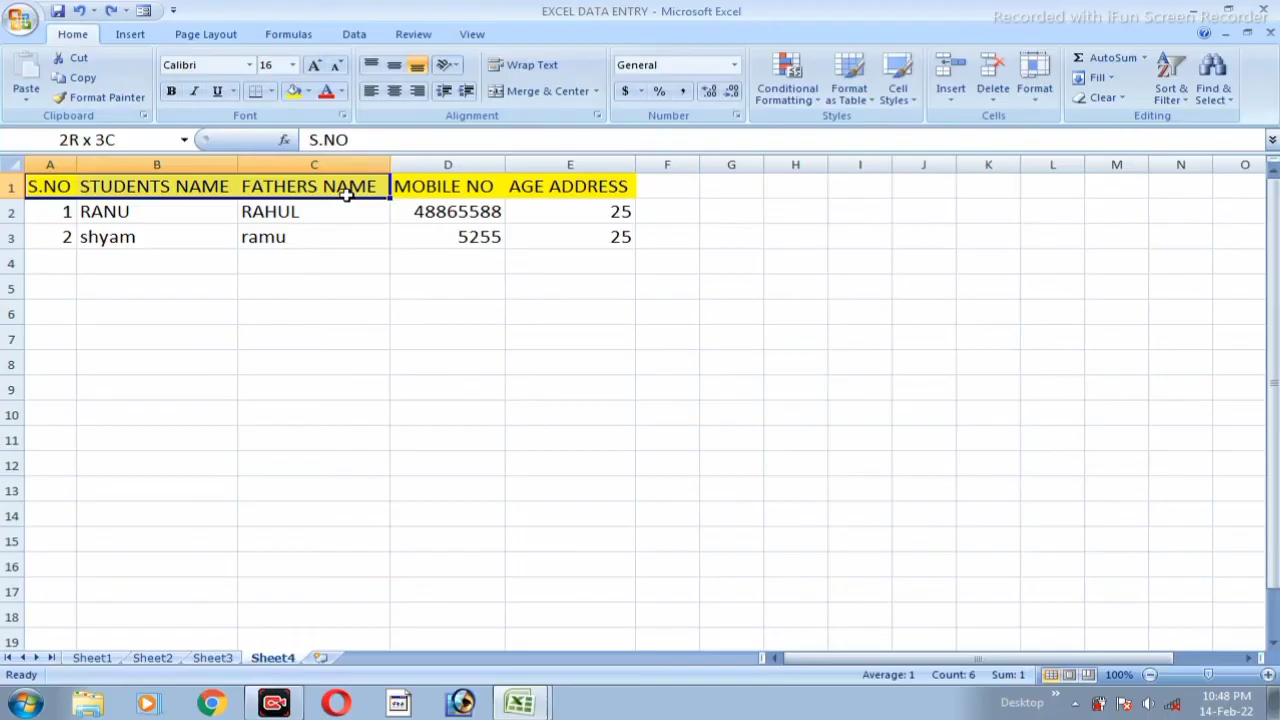 EXCEL DATA ENTRY - Microsoft Excel
Recorded with iFun Screen Recorder
Home Insert Page Layout Formulas Data Review View
Cut
Copy
Format Painter
Paste
Clipboard
Calibri 16
B I U
Font
Wrap Text
Merge & Center
Alignment
General
$ % ,
Number
Conditional Formatting
Format as Table
Cell Styles
Styles
Insert Delete Format
Cells
Σ AutoSum
Fill
Clear
Sort & Filter
Find & Select
Editing
2R x 3C fx S.NO
A B C D E F G H I J K L M N O
1 S.NO STUDENTS NAME FATHERS NAME MOBILE NO AGE ADDRESS
2 1 RANU RAHUL 48865588 25
3 2 shyam ramu 5255 25
4
5
6
7
8
9
10
11
12
13
14
15
16
17
18
19
Sheet1 Sheet2 Sheet3 Sheet4
Ready Average: 1 Count: 6 Sum: 1 100%
Desktop 10:48 PM
14-Feb-22